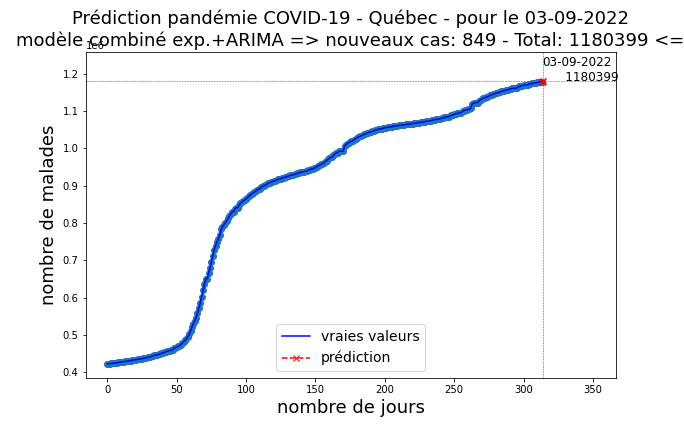 Prédiction pandémie COVID-19 - Québec - pour le 03-09-2022
modèle combiné exp.+ARIMA => nouveaux cas: 849 - Total: 1180399 <=
1e6
03-09-2022
1180399
1.2
1.1
1.0
0.9
0.8
0.7
0.6
0.5
0.4
nombre de malades
vraies valeurs
prédiction
0 50 100 150 200 250 300 350
nombre de jours